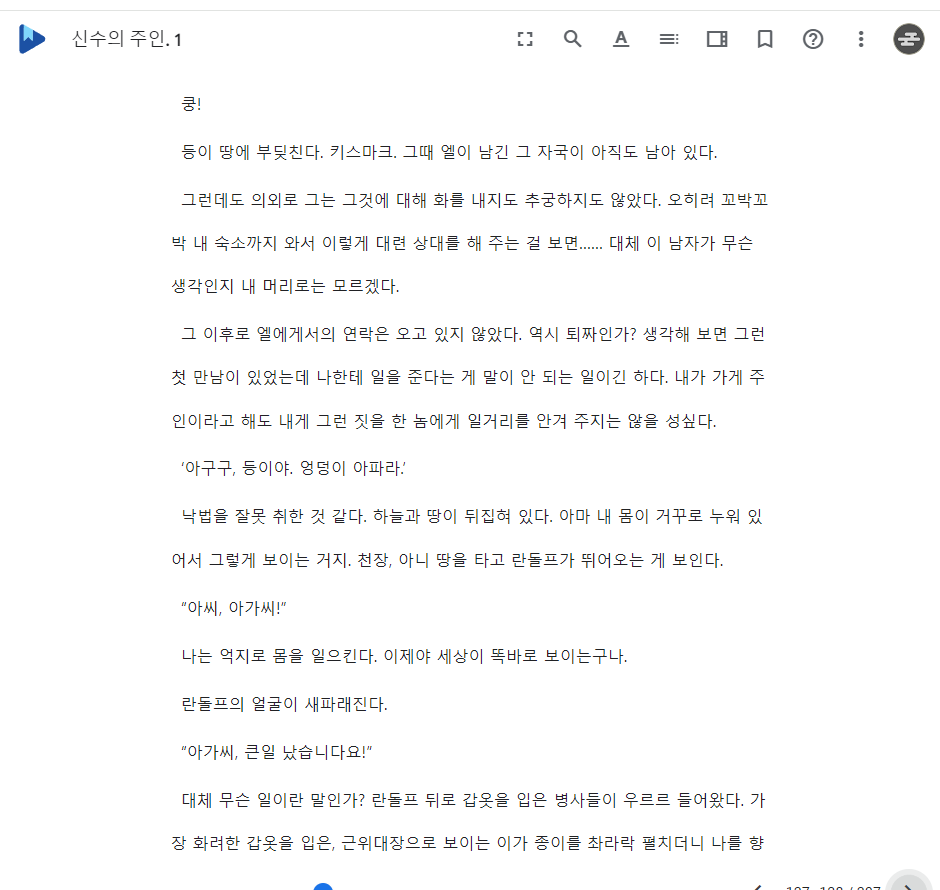 신수의 주인. 1
쿵!
등이 땅에 부딪친다. 키스마크. 그때 엘이 남긴 그 자국이 아직도 남아 있다.
그런데도 의외로 그는 그것에 대해 화를 내지도 추궁하지도 않았다. 오히려 꼬박꼬
박 내 숙소까지 와서 이렇게 대련 상대를 해 주는 걸 보면...... 대체 이 남자가 무슨
생각인지 내 머리로는 모르겠다.
그 이후로 엘에게서의 연락은 오고 있지 않았다. 역시 퇴짜인가? 생각해 보면 그런
첫 만남이 있었는데 나한테 일을 준다는 게 말이 안 되는 일이긴 하다. 내가 가게 주
인이라고 해도 내게 그런 짓을 한 놈에게 일거리를 안겨 주지는 않을 성싶다.
‘아구구, 등이야. 엉덩이 아파라.’
낙법을 잘못 취한 것 같다. 하늘과 땅이 뒤집혀 있다. 아마 내 몸이 거꾸로 누워 있
어서 그렇게 보이는 거지. 천장, 아니 땅을 타고 란돌프가 뛰어오는 게 보인다.
“아씨, 아가씨!”
나는 억지로 몸을 일으킨다. 이제야 세상이 똑바로 보이는구나.
란돌프의 얼굴이 새파래진다.
“아가씨, 큰일 났습니다요!”
대체 무슨 일이란 말인가? 란돌프 뒤로 갑옷을 입은 병사들이 우르르 들어왔다. 가
장 화려한 갑옷을 입은, 근위대장으로 보이는 이가 종이를 촤라락 펼치더니 나를 향